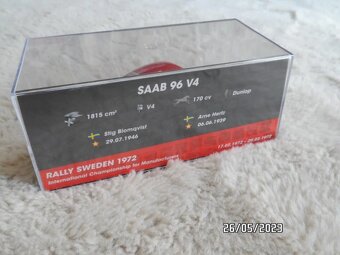 SAAB 96 V4
1815 cm³
V4
170 cv
Dunlop
Stig Blomqvist
29.07.1946
Arne Hertz
06.06.1939
RALLY SWEDEN 1972
International Championship for Manufacturers
26/05/2023